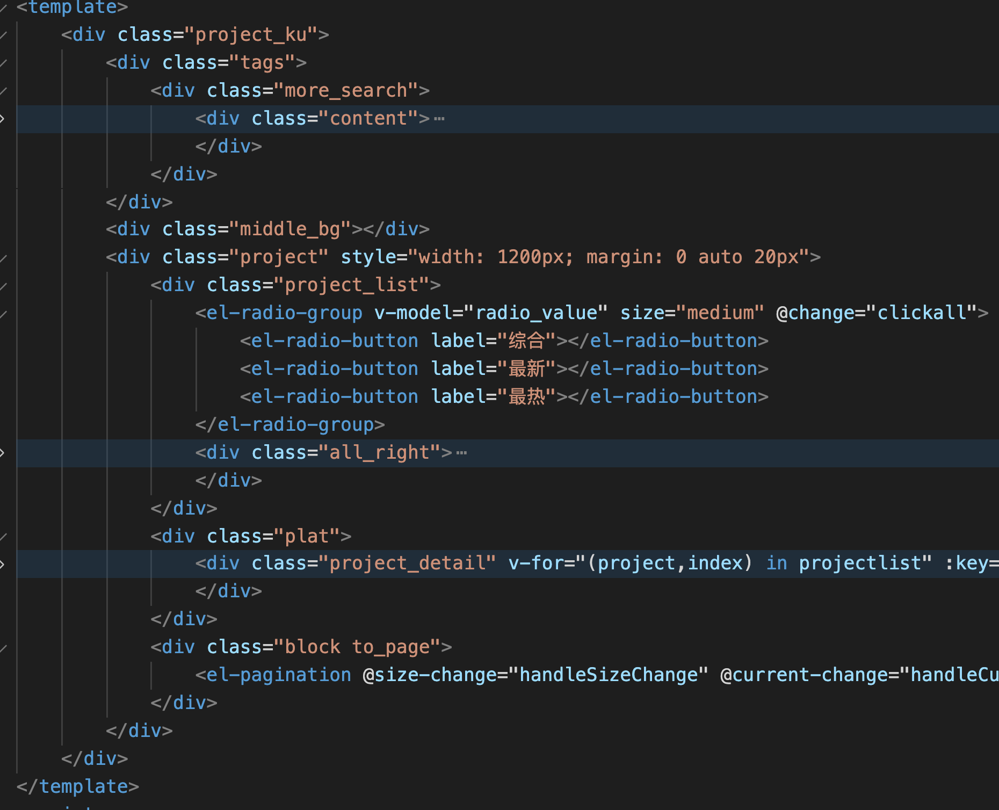 <template>
<div class="project_ku">
<div class="tags">
<div class="more_search">
<div class="content">…
</div>
</div>
</div>
<div class="middle_bg"></div>
<div class="project" style="width: 1200px; margin: 0 auto 20px">
<div class="project_list">
<el-radio-group v-model="radio_value" size="medium" @change="clickall">
<el-radio-button label="综合"></el-radio-button>
<el-radio-button label="最新"></el-radio-button>
<el-radio-button label="最热"></el-radio-button>
</el-radio-group>
<div class="all_right">…
</div>
</div>
<div class="plat">
<div class="project_detail" v-for="(project,index) in projectlist" :key=
</div>
</div>
<div class="block to_page">
<el-pagination @size-change="handleSizeChange" @current-change="handleCu
</div>
</div>
</div>
</template>